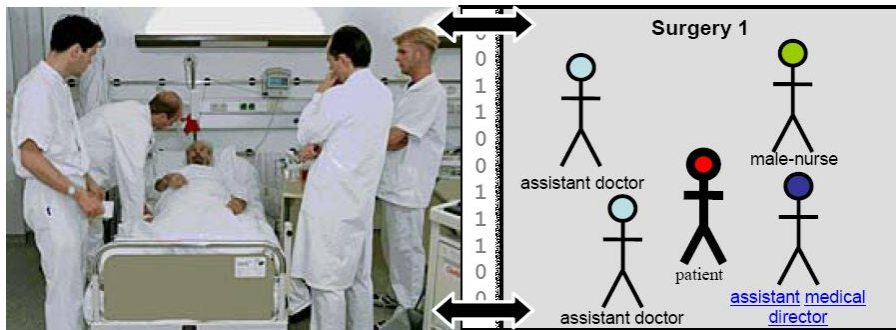 Surgery 1
assistant doctor
male-nurse
patient
assistant doctor
assistant medical
director
0
0
1
1
0
0
1
1
1
0
0